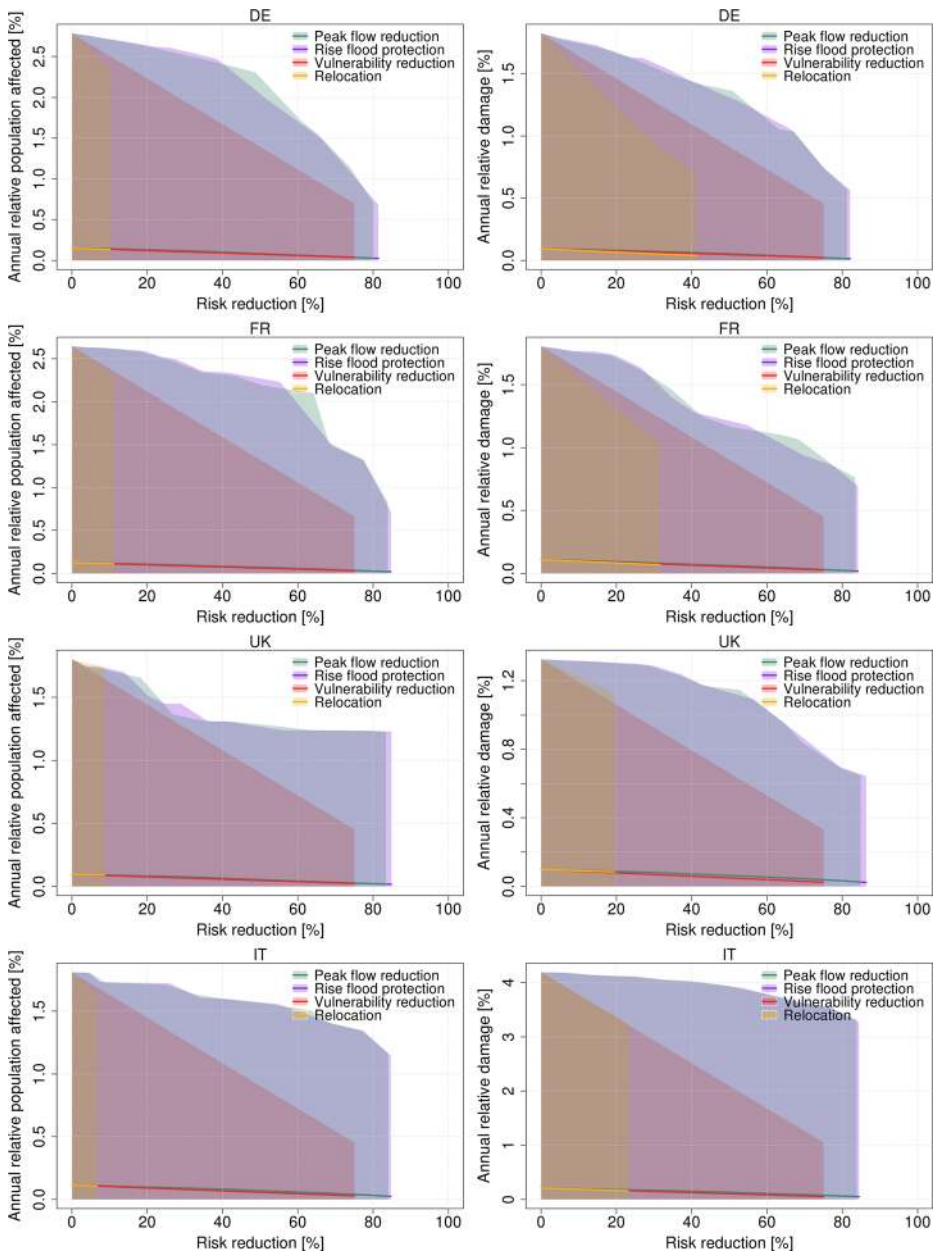 DE
Annual relative population affected [%]
0.0 0.5 1.0 1.5 2.0 2.5
Peak flow reduction
Rise flood protection
Vulnerability reduction
Relocation
0 20 40 60 80 100
Risk reduction [%]
DE
Annual relative damage [%]
0.0 0.5 1.0 1.5
Peak flow reduction
Rise flood protection
Vulnerability reduction
Relocation
0 20 40 60 80 100
Risk reduction [%]
FR
Annual relative population affected [%]
0.0 0.5 1.0 1.5 2.0 2.5
Peak flow reduction
Rise flood protection
Vulnerability reduction
Relocation
0 20 40 60 80 100
Risk reduction [%]
FR
Annual relative damage [%]
0.0 0.5 1.0 1.5
Peak flow reduction
Rise flood protection
Vulnerability reduction
Relocation
0 20 40 60 80 100
Risk reduction [%]
UK
Annual relative population affected [%]
0.0 0.5 1.0 1.5
Peak flow reduction
Rise flood protection
Vulnerability reduction
Relocation
0 20 40 60 80 100
Risk reduction [%]
UK
Annual relative damage [%]
0.0 0.4 0.8 1.2
Peak flow reduction
Rise flood protection
Vulnerability reduction
Relocation
0 20 40 60 80 100
Risk reduction [%]
IT
Annual relative population affected [%]
0.0 0.5 1.0 1.5
Peak flow reduction
Rise flood protection
Vulnerability reduction
Relocation
0 20 40 60 80 100
Risk reduction [%]
IT
Annual relative damage [%]
0 1 2 3 4
Peak flow reduction
Rise flood protection
Vulnerability reduction
Relocation
0 20 40 60 80 100
Risk reduction [%]